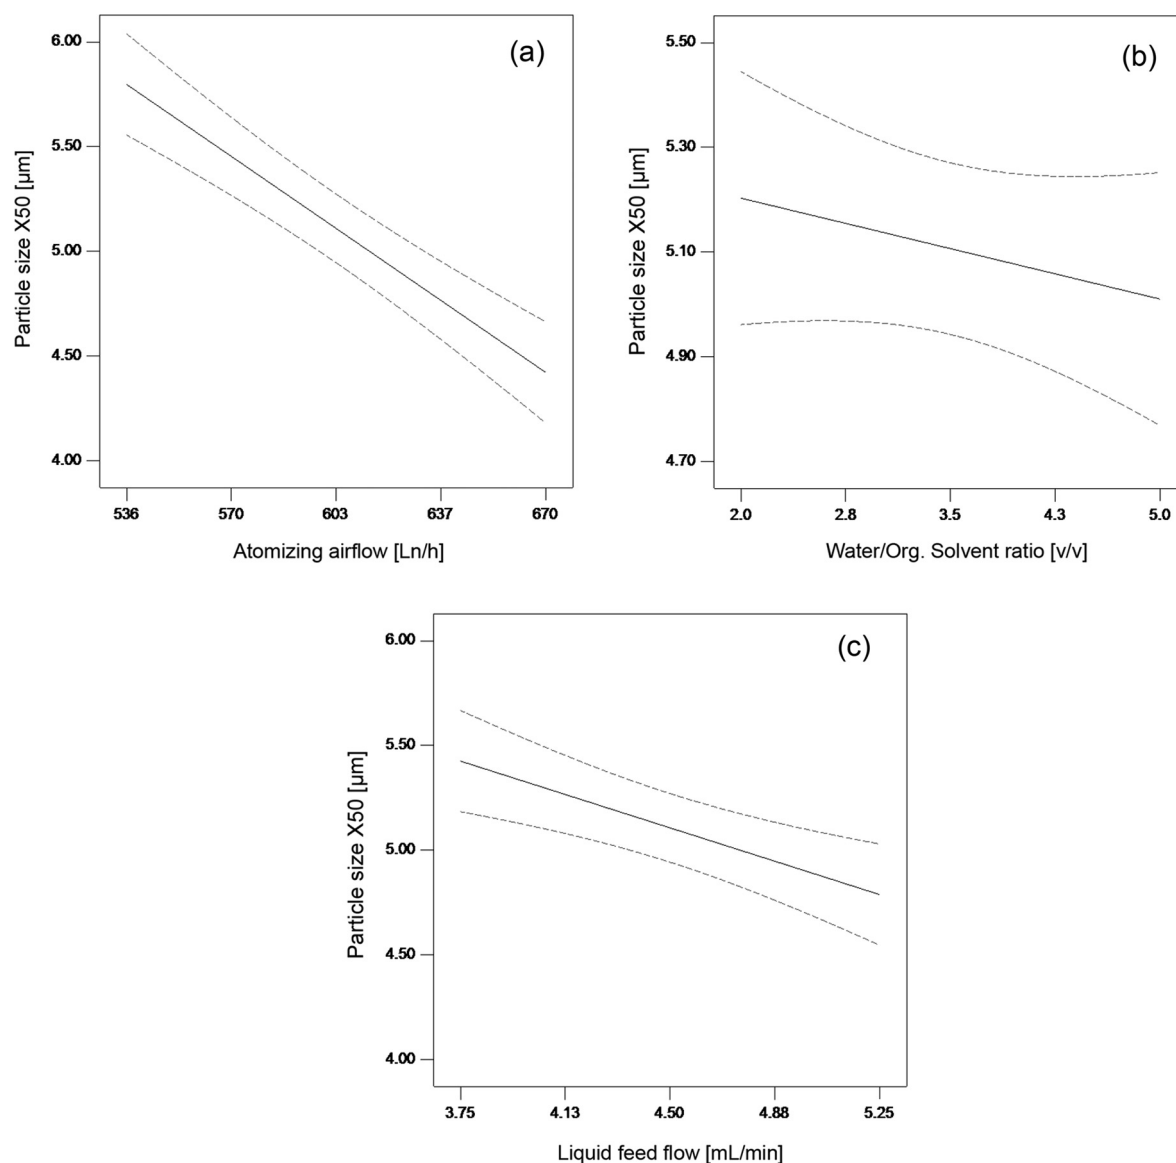 (a)
Particle size X50 [µm]
6.00
5.50
5.00
4.50
4.00
536 570 603 637 670
Atomizing airflow [Ln/h]
(b)
Particle size X50 [µm]
5.50
5.30
5.10
4.90
4.70
2.0 2.8 3.5 4.3 5.0
Water/Org. Solvent ratio [v/v]
(c)
Particle size X50 [µm]
6.00
5.50
5.00
4.50
4.00
3.75 4.13 4.50 4.88 5.25
Liquid feed flow [mL/min]